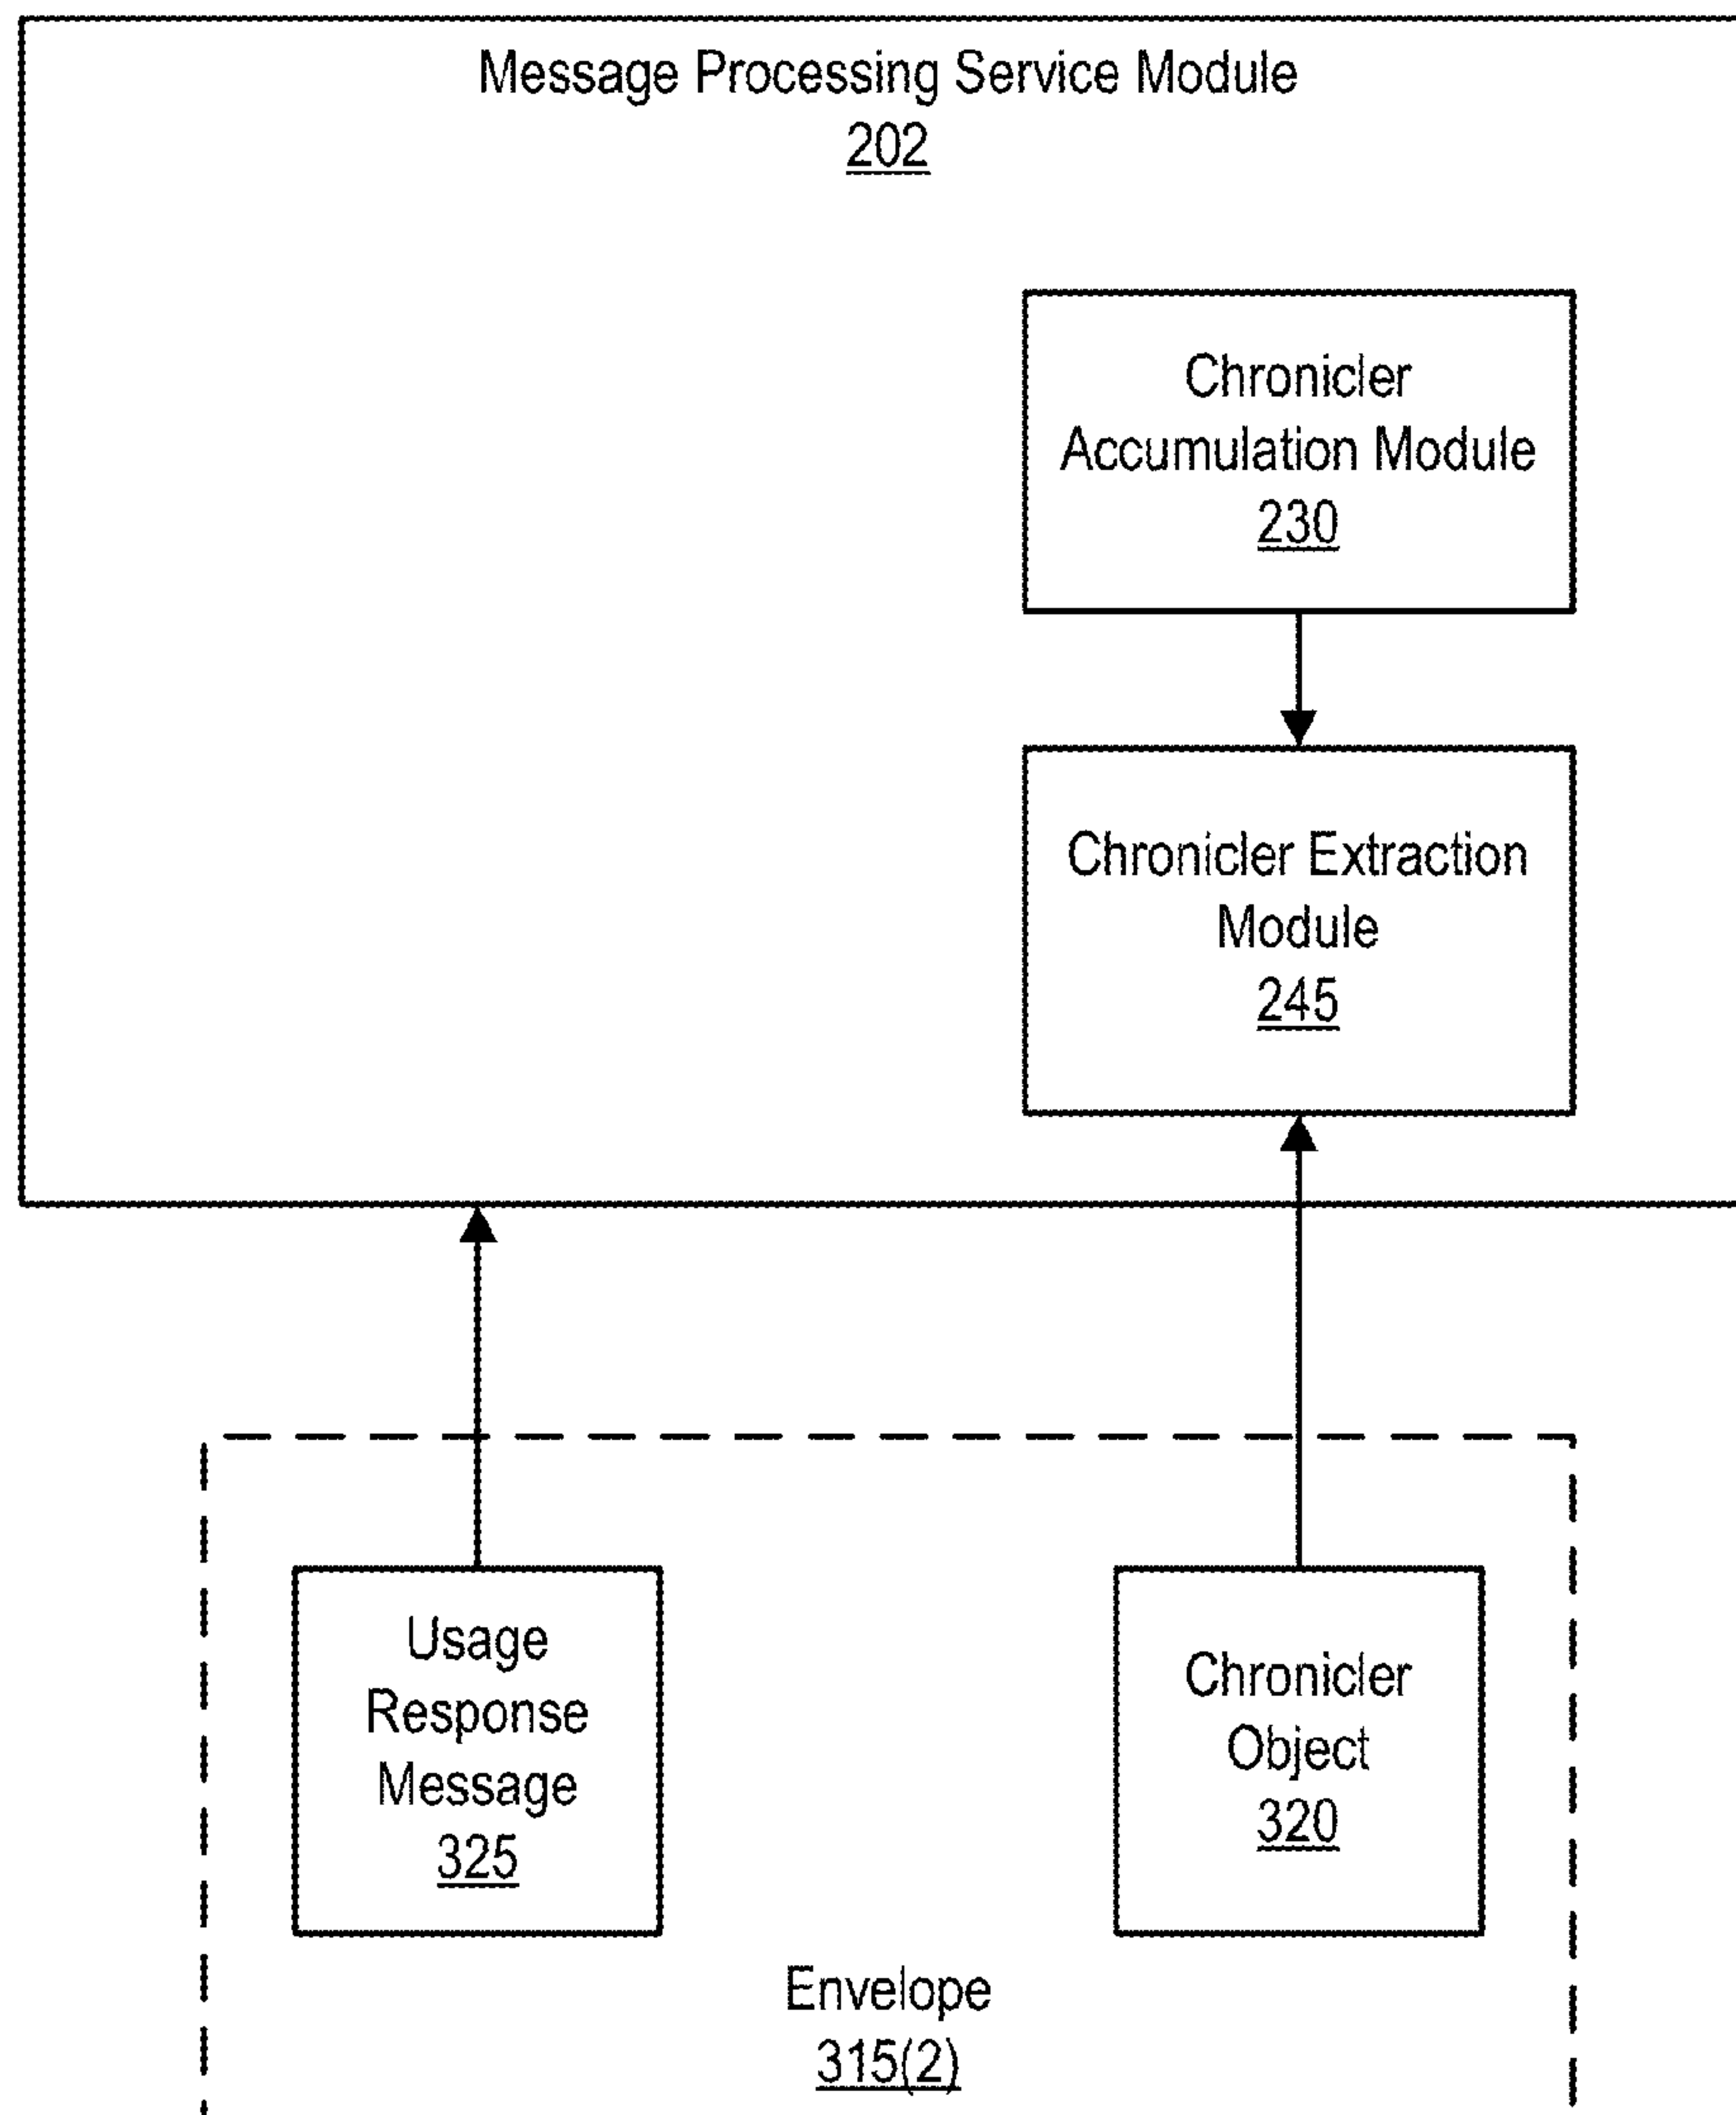 Message Processing Service Module
202
Chronicler
Accumulation Module
230
Chronicler Extraction
Module
245
Usage
Response
Message
325
Chronicler
Object
320
Envelope
315(2)